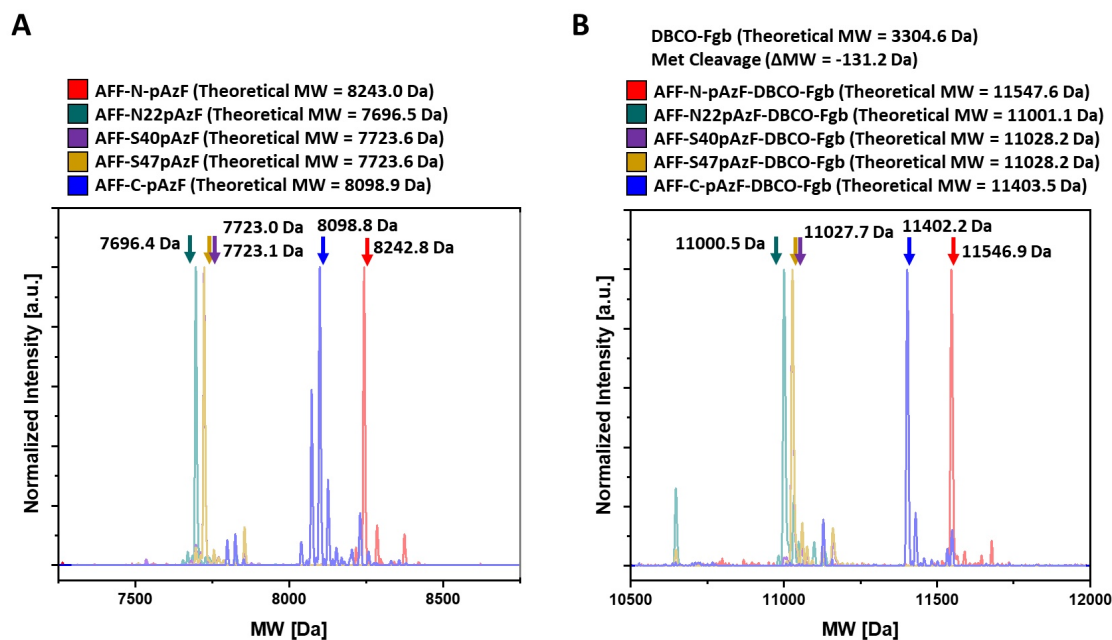 A
AFF-N-pAzF (Theoretical MW = 8243.0 Da)
AFF-N22pAzF (Theoretical MW = 7696.5 Da)
AFF-S40pAzF (Theoretical MW = 7723.6 Da)
AFF-S47pAzF (Theoretical MW = 7723.6 Da)
AFF-C-pAzF (Theoretical MW = 8098.9 Da)
7696.4 Da
7723.0 Da
7723.1 Da
8098.8 Da
8242.8 Da
Normalized Intensity [a.u.]
7500
8000
8500
MW [Da]
B
DBCO-Fgb (Theoretical MW = 3304.6 Da)
Met Cleavage (ΔMW = -131.2 Da)
AFF-N-pAzF-DBCO-Fgb (Theoretical MW = 11547.6 Da)
AFF-N22pAzF-DBCO-Fgb (Theoretical MW = 11001.1 Da)
AFF-S40pAzF-DBCO-Fgb (Theoretical MW = 11028.2 Da)
AFF-S47pAzF-DBCO-Fgb (Theoretical MW = 11028.2 Da)
AFF-C-pAzF-DBCO-Fgb (Theoretical MW = 11403.5 Da)
11000.5 Da
11027.7 Da
11402.2 Da
11546.9 Da
Normalized Intensity [a.u.]
10500
11000
11500
12000
MW [Da]